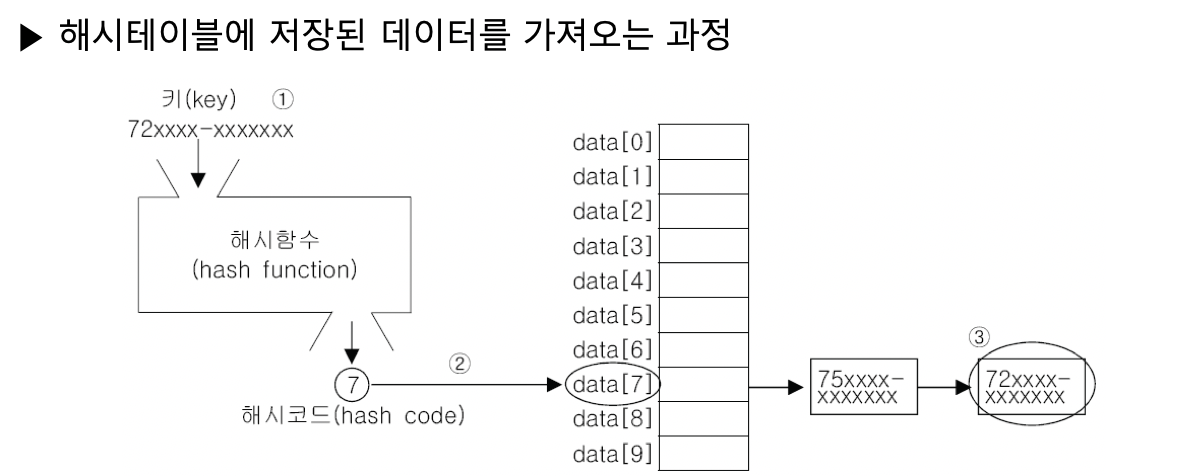 ▶ 해시테이블에 저장된 데이터를 가져오는 과정
키(key) ①
72xxxx-xxxxxxx
해시함수
(hash function)
②
7
해시코드(hash code)
data[0]
data[1]
data[2]
data[3]
data[4]
data[5]
data[6]
data[7]
data[8]
data[9]
75xxxx-
xxxxxxx
③
72xxxx-
xxxxxxx